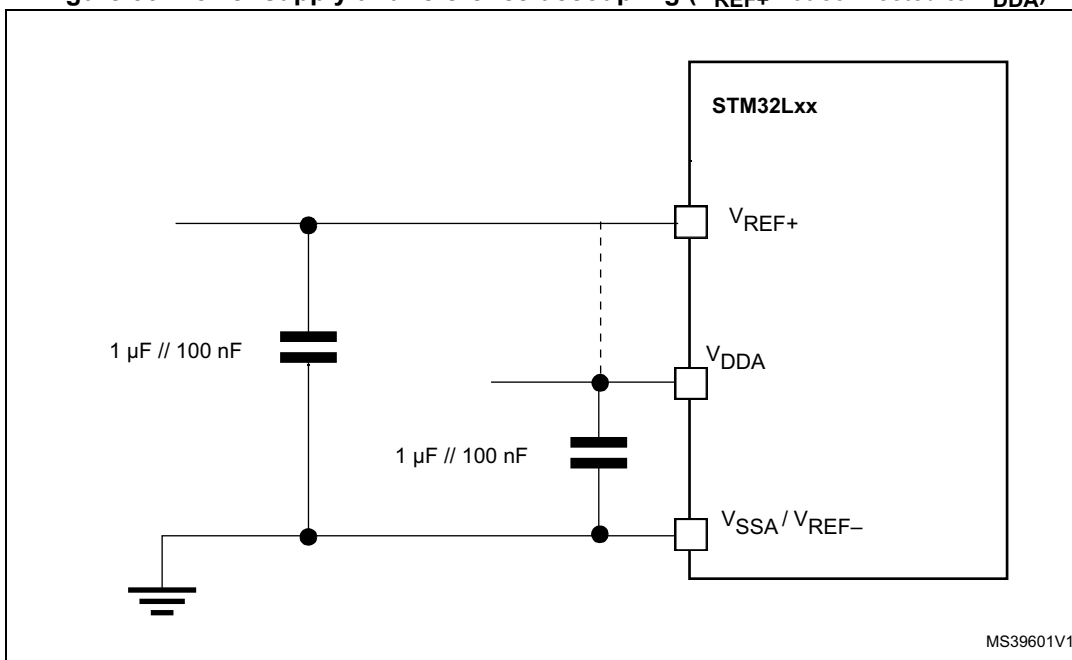 STM32Lxx
VREF+
1 µF // 100 nF
VDDA
1 µF // 100 nF
VSSA / VREF–
MS39601V1